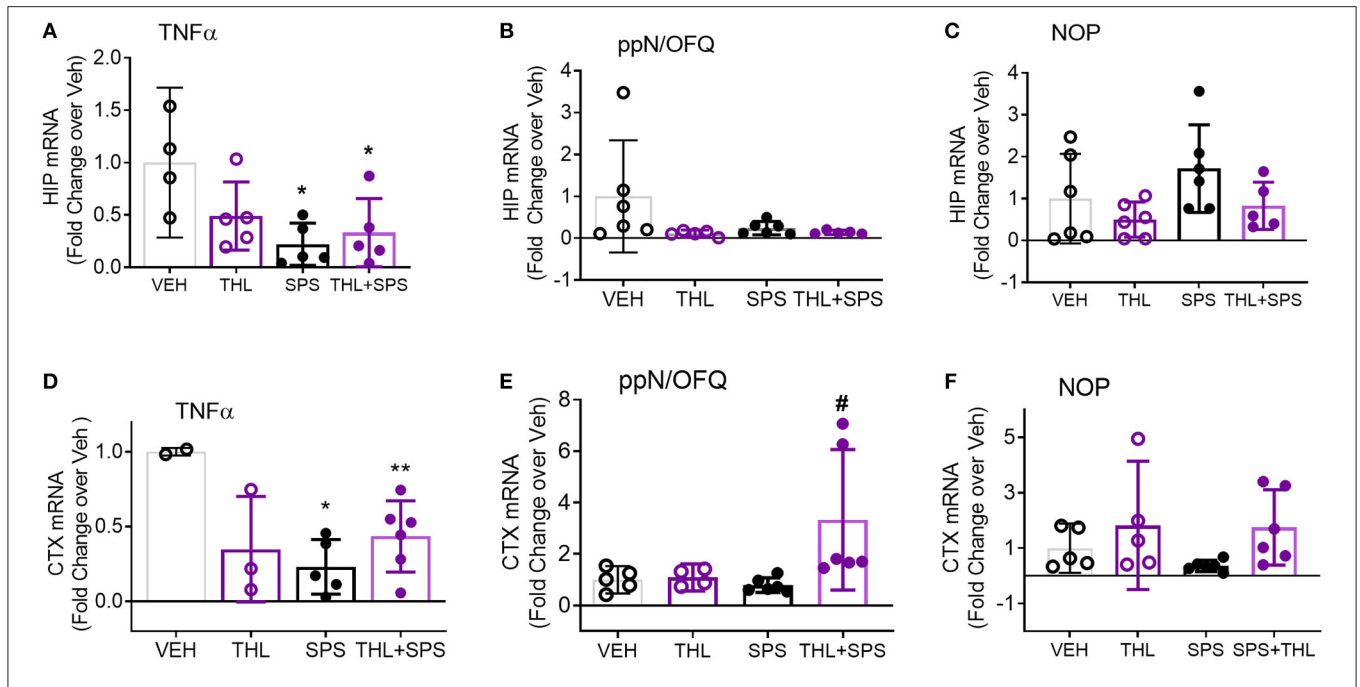 A
TNFα
HIP mRNA
(Fold Change over Veh)
2.0
1.5
1.0
0.5
0.0
*
*
VEH THL SPS THL+SPS
B
ppN/OFQ
HIP mRNA
(Fold Change over Veh)
4
3
2
1
0
-1
VEH THL SPS THL+SPS
C
NOP
HIP mRNA
(Fold Change over Veh)
4
3
2
1
0
-1
VEH THL SPS THL+SPS
D
TNFα
CTX mRNA
(Fold Change over Veh )
1.0
0.5
0.0
*
**
VEH THL SPS THL+SPS
E
ppN/OFQ
CTX mRNA
(Fold Change over Veh)
8
6
4
2
0
#
VEH THL SPS THL+SPS
F
NOP
CTX mRNA
(Fold Change over Veh)
5
3
1
-1
VEH THL SPS SPS+THL